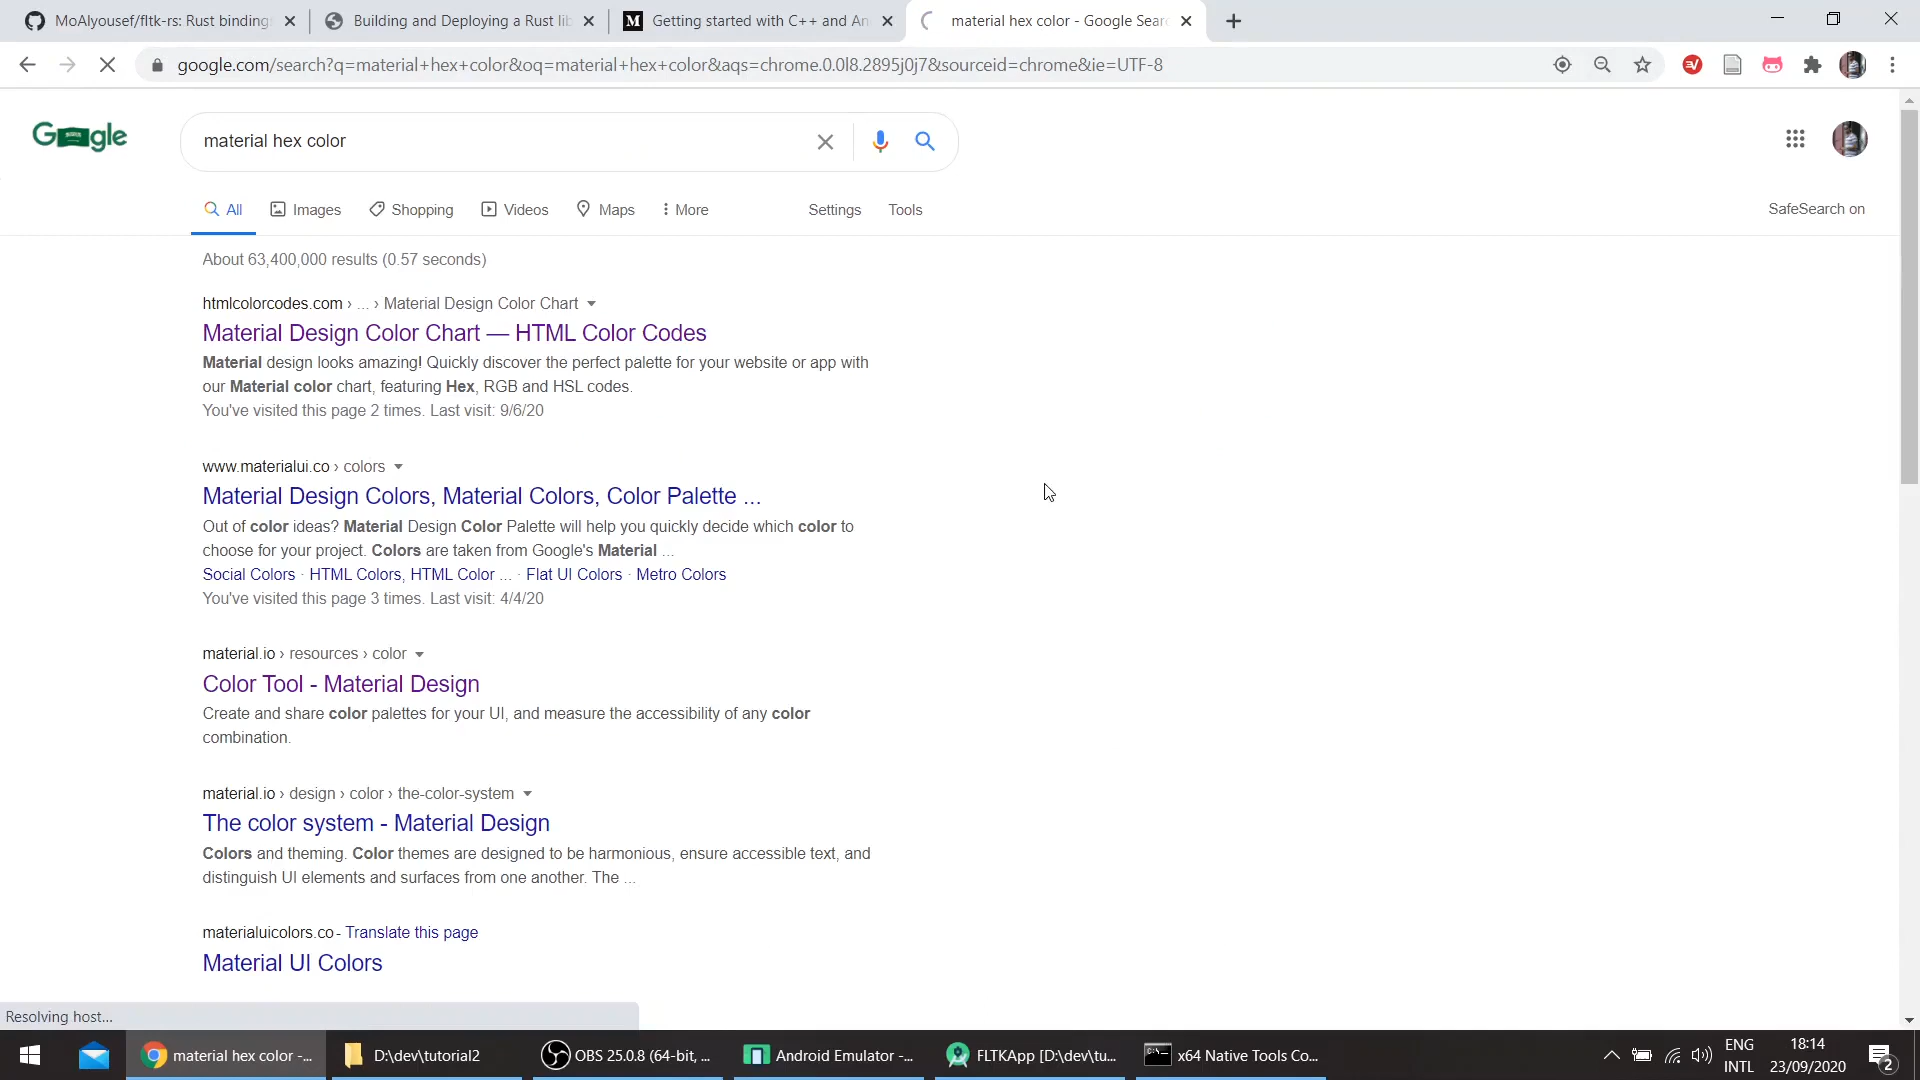 MoAlyousef/fltk-rs: Rust binding
Building and Deploying a Rust lib
M
Getting started with C++ and An
material hex color - Google Sear
google.com/search?q=material+hex+color&oq=material+hex+color&aqs=chrome.0.0l8.2895j0j7&sourceid=chrome&ie=UTF-8
Google
material hex color
All
Images
Shopping
Videos
Maps
More
Settings
Tools
SafeSearch on
About 63,400,000 results (0.57 seconds)
htmlcolorcodes.com › ... › Material Design Color Chart
Material Design Color Chart — HTML Color Codes
Material design looks amazing! Quickly discover the perfect palette for your website or app with
our Material color chart, featuring Hex, RGB and HSL codes.
You've visited this page 2 times. Last visit: 9/6/20
www.materialui.co › colors
Material Design Colors, Material Colors, Color Palette ...
Out of color ideas? Material Design Color Palette will help you quickly decide which color to
choose for your project. Colors are taken from Google's Material ...
Social Colors · HTML Colors, HTML Color ... · Flat UI Colors · Metro Colors
You've visited this page 3 times. Last visit: 4/4/20
material.io › resources › color
Color Tool - Material Design
Create and share color palettes for your UI, and measure the accessibility of any color
combination.
material.io › design › color › the-color-system
The color system - Material Design
Colors and theming. Color themes are designed to be harmonious, ensure accessible text, and
distinguish UI elements and surfaces from one another. The ...
materialuicolors.co - Translate this page
Material UI Colors
Resolving host...
material hex color -...
D:\dev\tutorial2
OBS 25.0.8 (64-bit, ...
Android Emulator -...
FLTKApp [D:\dev\tu...
x64 Native Tools Co...
ENG
INTL
18:14
23/09/2020
2